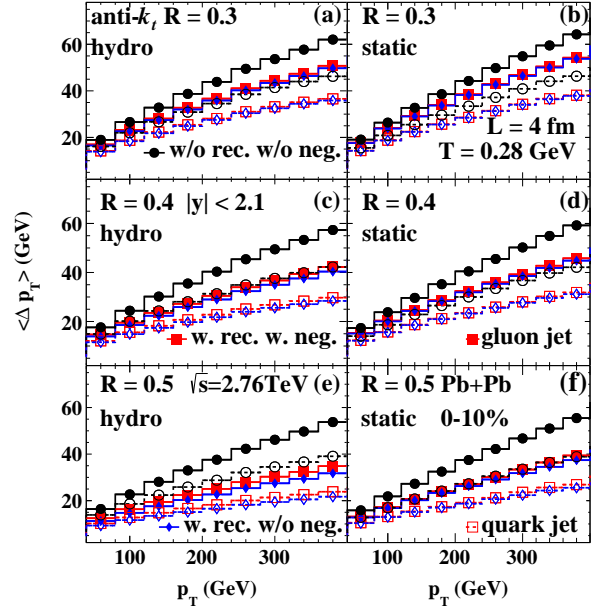 anti-k_t R = 0.3 (a)
hydro
60
40
20
w/o rec. w/o neg.
R = 0.3 (b)
static
L = 4 fm
T = 0.28 GeV
R = 0.4 |y| < 2.1 (c)
hydro
60
40
20
w. rec. w. neg.
R = 0.4 (d)
static
gluon jet
<Δ p_T> (GeV)
R = 0.5 √s=2.76TeV (e)
hydro
60
40
20
w. rec. w/o neg.
R = 0.5 Pb+Pb (f)
static 0-10%
quark jet
100 200 300
100 200 300
p_T (GeV)
p_T (GeV)